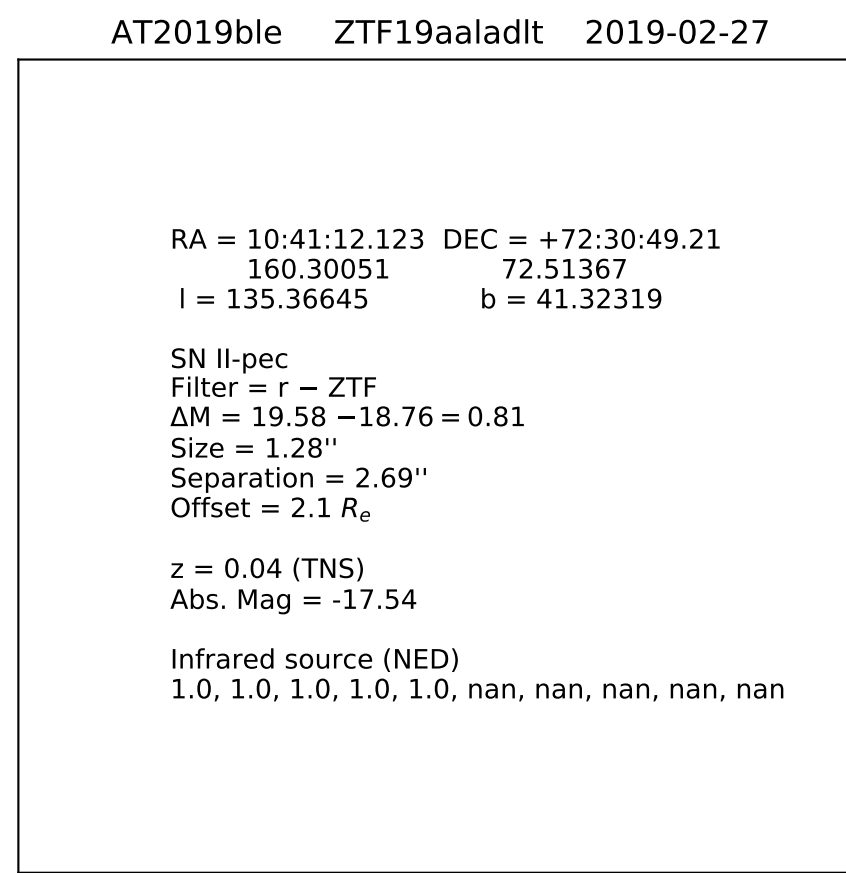 AT2019ble ZTF19aaladlt 2019-02-27
RA = 10:41:12.123 DEC = +72:30:49.21
160.30051 72.51367
l = 135.36645 b = 41.32319
SN II-pec
Filter = r − ZTF
ΔM = 19.58 −18.76 = 0.81
Size = 1.28''
Separation = 2.69''
Offset = 2.1 Rₑ
z = 0.04 (TNS)
Abs. Mag = -17.54
Infrared source (NED)
1.0, 1.0, 1.0, 1.0, 1.0, nan, nan, nan, nan, nan